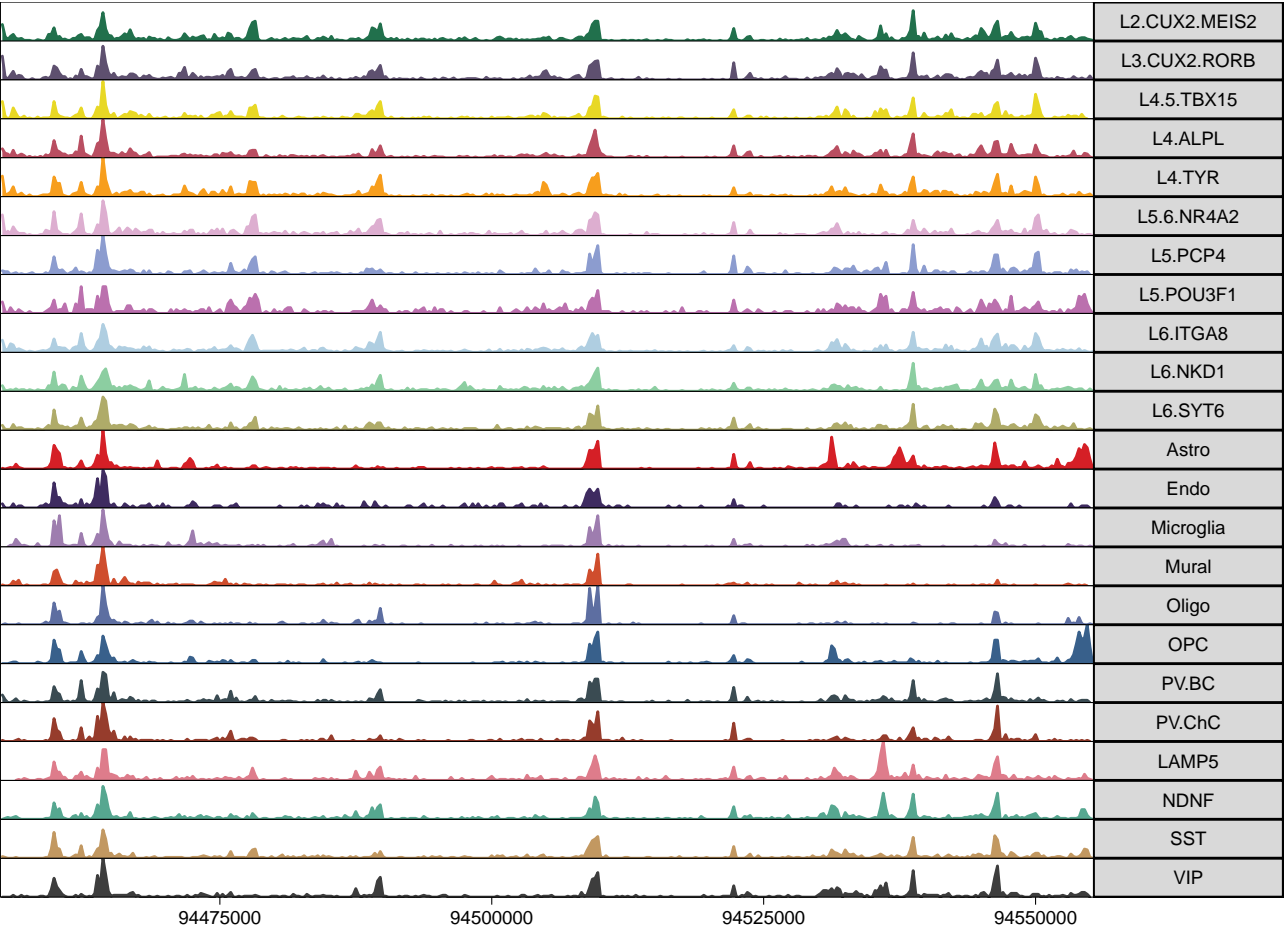 L2.CUX2.MEIS2
L3.CUX2.RORB
L4.5.TBX15
L4.ALPL
L4.TYR
L5.6.NR4A2
L5.PCP4
L5.POU3F1
L6.ITGA8
L6.NKD1
L6.SYT6
Astro
Endo
Microglia
Mural
Oligo
OPC
PV.BC
PV.ChC
LAMP5
NDNF
SST
VIP
94475000 94500000 94525000 94550000